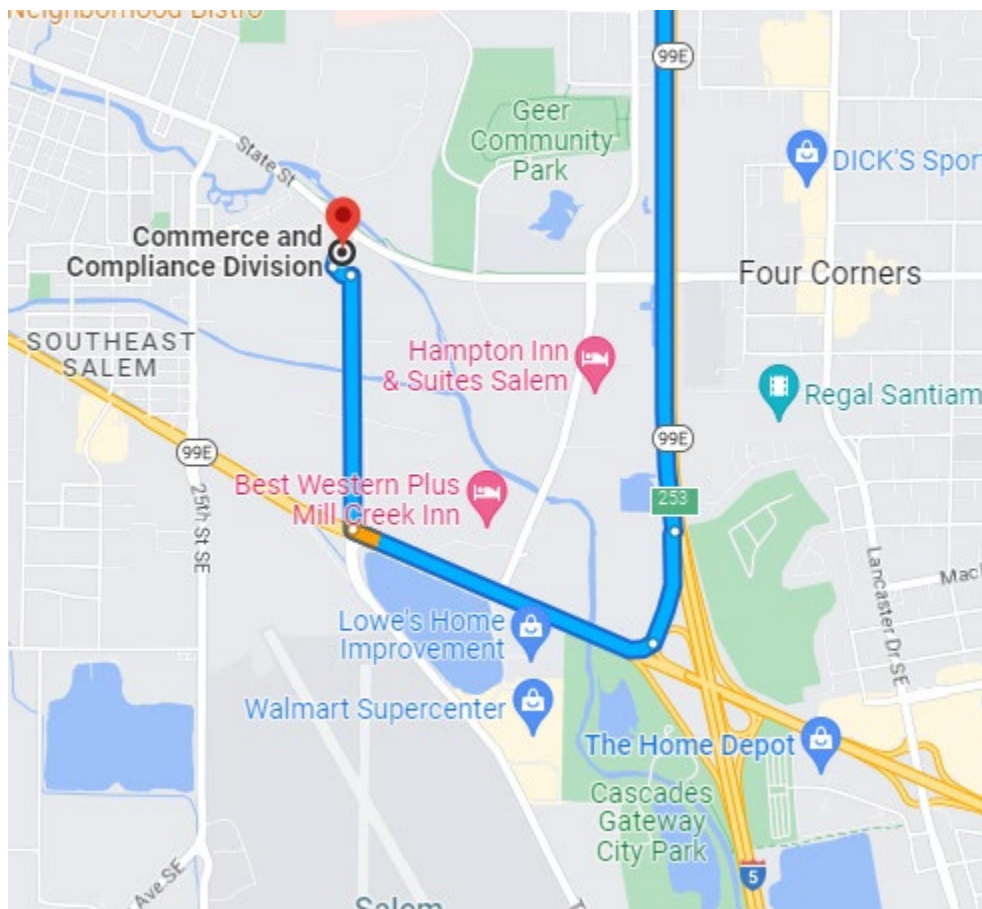 Neighborhood Bistro
99E
Geer
Community
Park
State St
DICK'S Sport
Commerce and
Compliance Division
Four Corners
SOUTHEAST
SALEM
Hampton Inn
& Suites Salem
Regal Santiam
99E
99E
25th St SE
Best Western Plus
Mill Creek Inn
253
Lancaster Dr SE
Mac
Lowe's Home
Improvement
Walmart Supercenter
The Home Depot
Cascades
Gateway
City Park
5
Ave SE
Salem